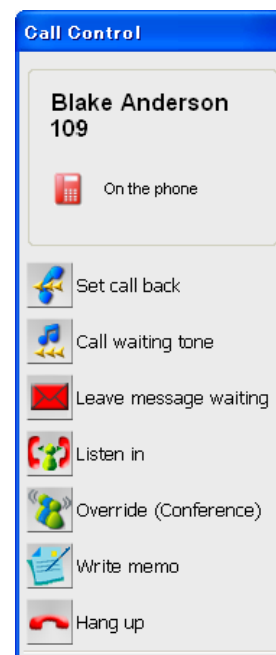 Call Control
Blake Anderson
109
On the phone
Set call back
Call waiting tone
Leave message waiting
Listen in
Override (Conference)
Write memo
Hang up